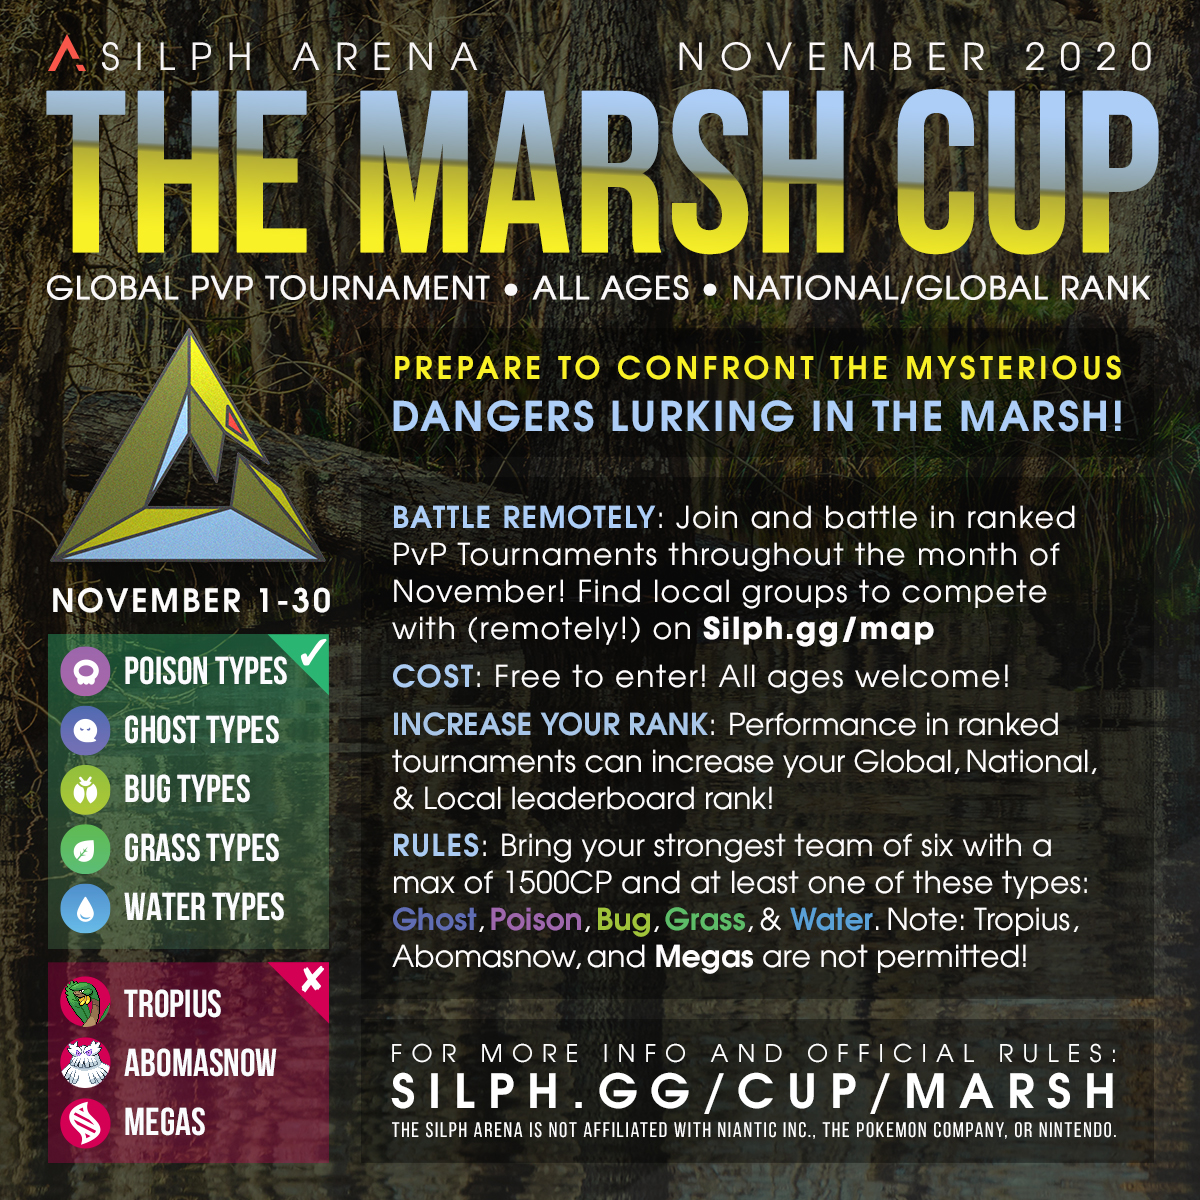 SILPH ARENA
NOVEMBER 2020
THE MARSH CUP
GLOBAL PVP TOURNAMENT • ALL AGES • NATIONAL/GLOBAL RANK
NOVEMBER 1-30
POISON TYPES
GHOST TYPES
BUG TYPES
GRASS TYPES
WATER TYPES
TROPIUS
ABOMASNOW
MEGAS
PREPARE TO CONFRONT THE MYSTERIOUS
DANGERS LURKING IN THE MARSH!
BATTLE REMOTELY: Join and battle in ranked
PvP Tournaments throughout the month of
November! Find local groups to compete
with (remotely!) on Silph.gg/map
COST: Free to enter! All ages welcome!
INCREASE YOUR RANK: Performance in ranked
tournaments can increase your Global, National,
& Local leaderboard rank!
RULES: Bring your strongest team of six with a
max of 1500CP and at least one of these types:
Ghost, Poison, Bug, Grass, & Water. Note: Tropius,
Abomasnow, and Megas are not permitted!
FOR MORE INFO AND OFFICIAL RULES:
SILPH.GG/CUP/MARSH
THE SILPH ARENA IS NOT AFFILIATED WITH NIANTIC INC., THE POKEMON COMPANY, OR NINTENDO.